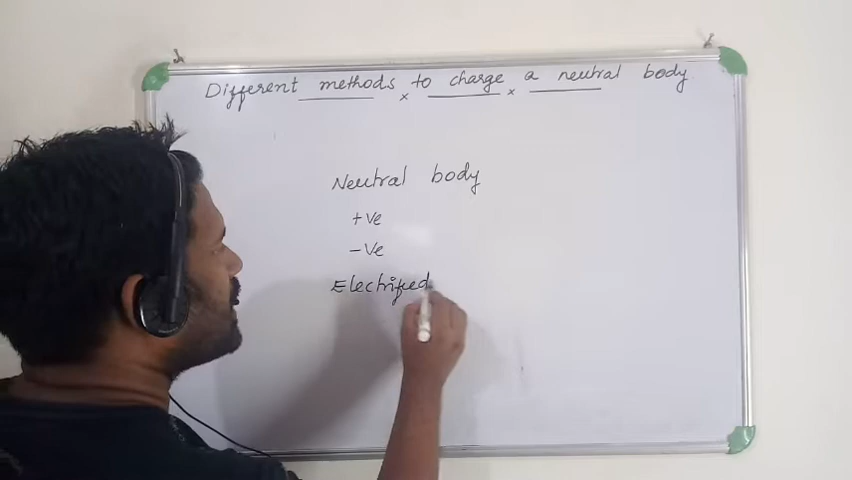 Different methods to charge a neutral body
Neutral body
+ve
-ve
Electrified